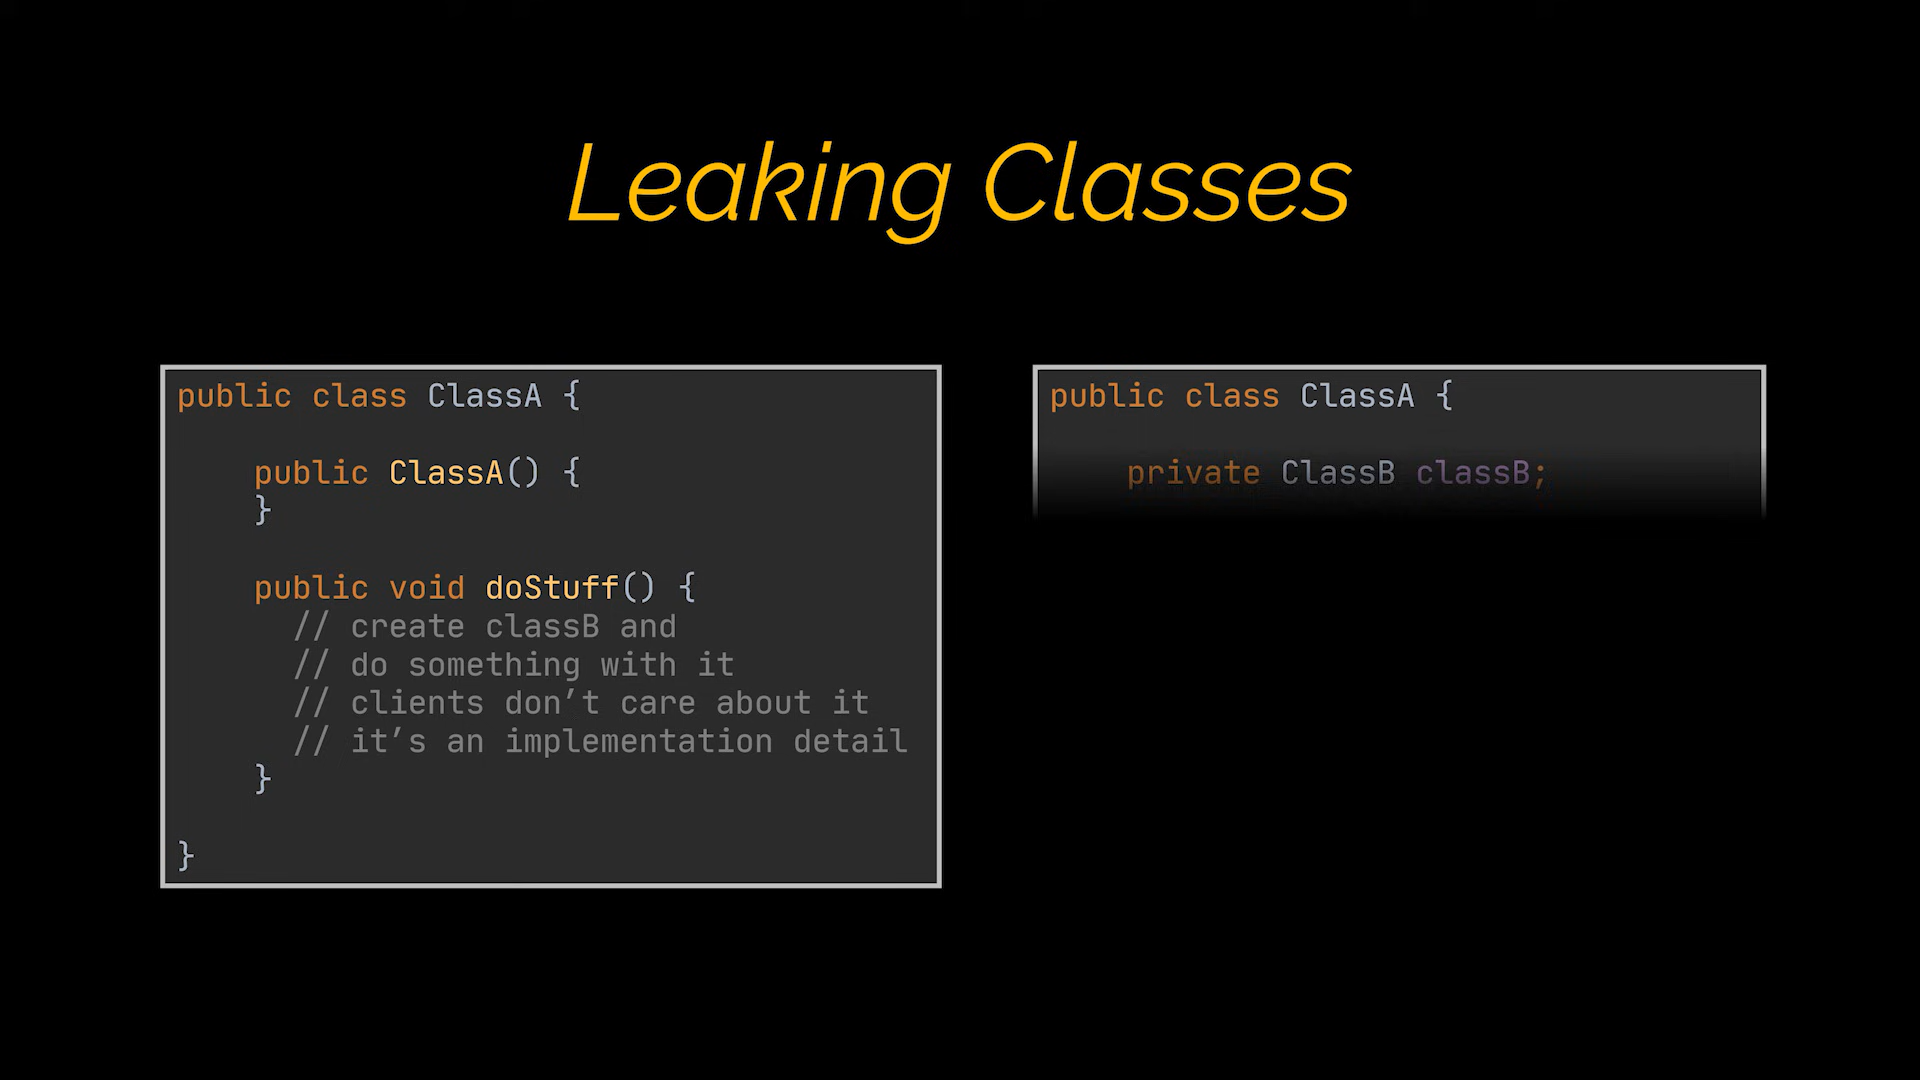 Leaking Classes
public class ClassA {
public ClassA() {
}
public void doStuff() {
// create classB and
// do something with it
// clients don’t care about it
// it’s an implementation detail
}
}
public class ClassA {
private ClassB classB;